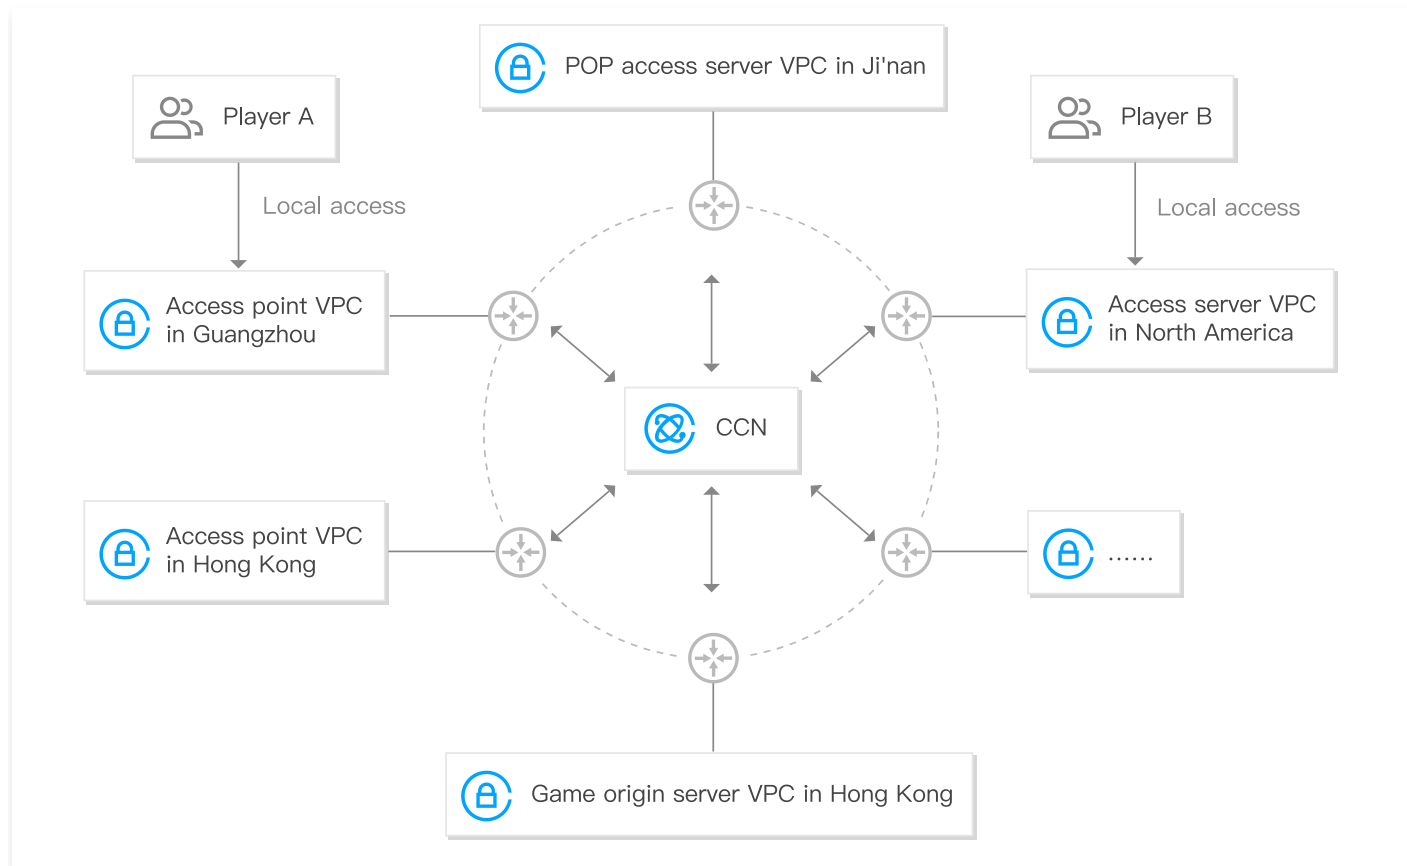 POP access server VPC in Ji'nan
Player A
Player B
Local access
Local access
Access point VPC
in Guangzhou
Access server VPC
in North America
CCN
Access point VPC
in Hong Kong
......
Game origin server VPC in Hong Kong